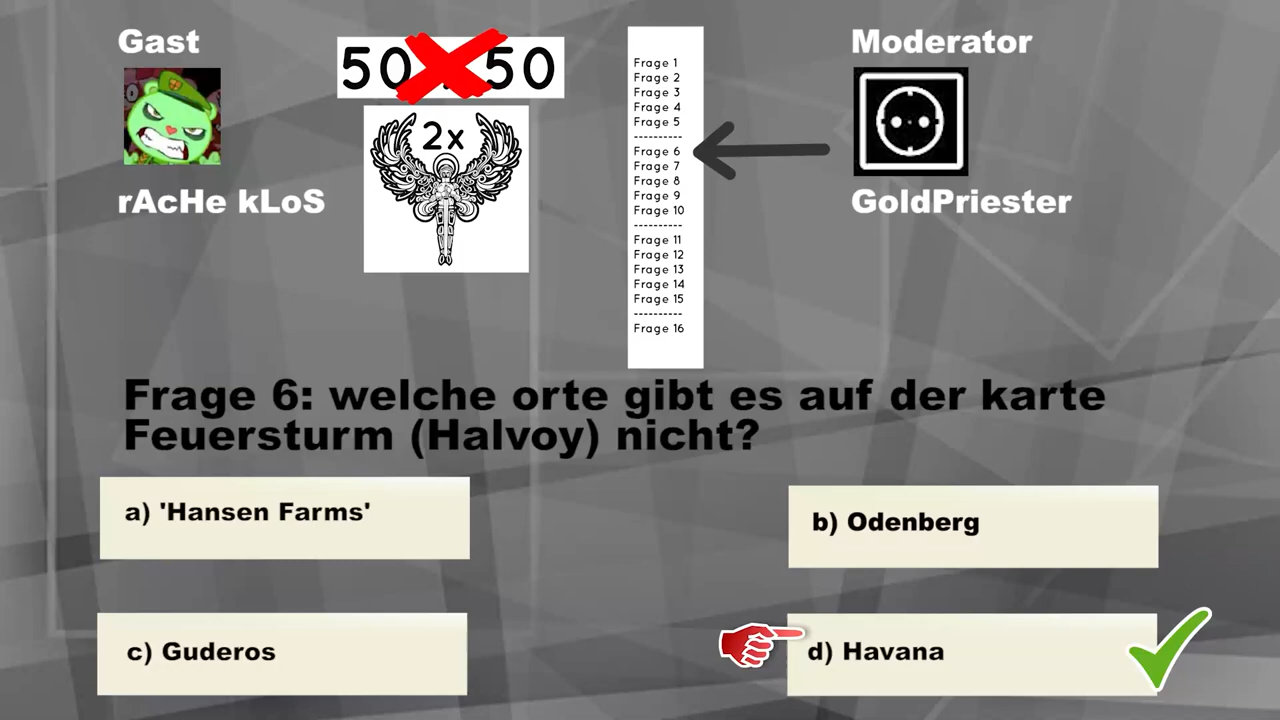 Gast
rAcHe kLoS
50 50
2x
Frage 1
Frage 2
Frage 3
Frage 4
Frage 5
----------
Frage 6
Frage 7
Frage 8
Frage 9
Frage 10
----------
Frage 11
Frage 12
Frage 13
Frage 14
Frage 15
----------
Frage 16
Moderator
GoldPriester
Frage 6: welche orte gibt es auf der karte
Feuersturm (Halvoy) nicht?
a) 'Hansen Farms'
b) Odenberg
c) Guderos
d) Havana